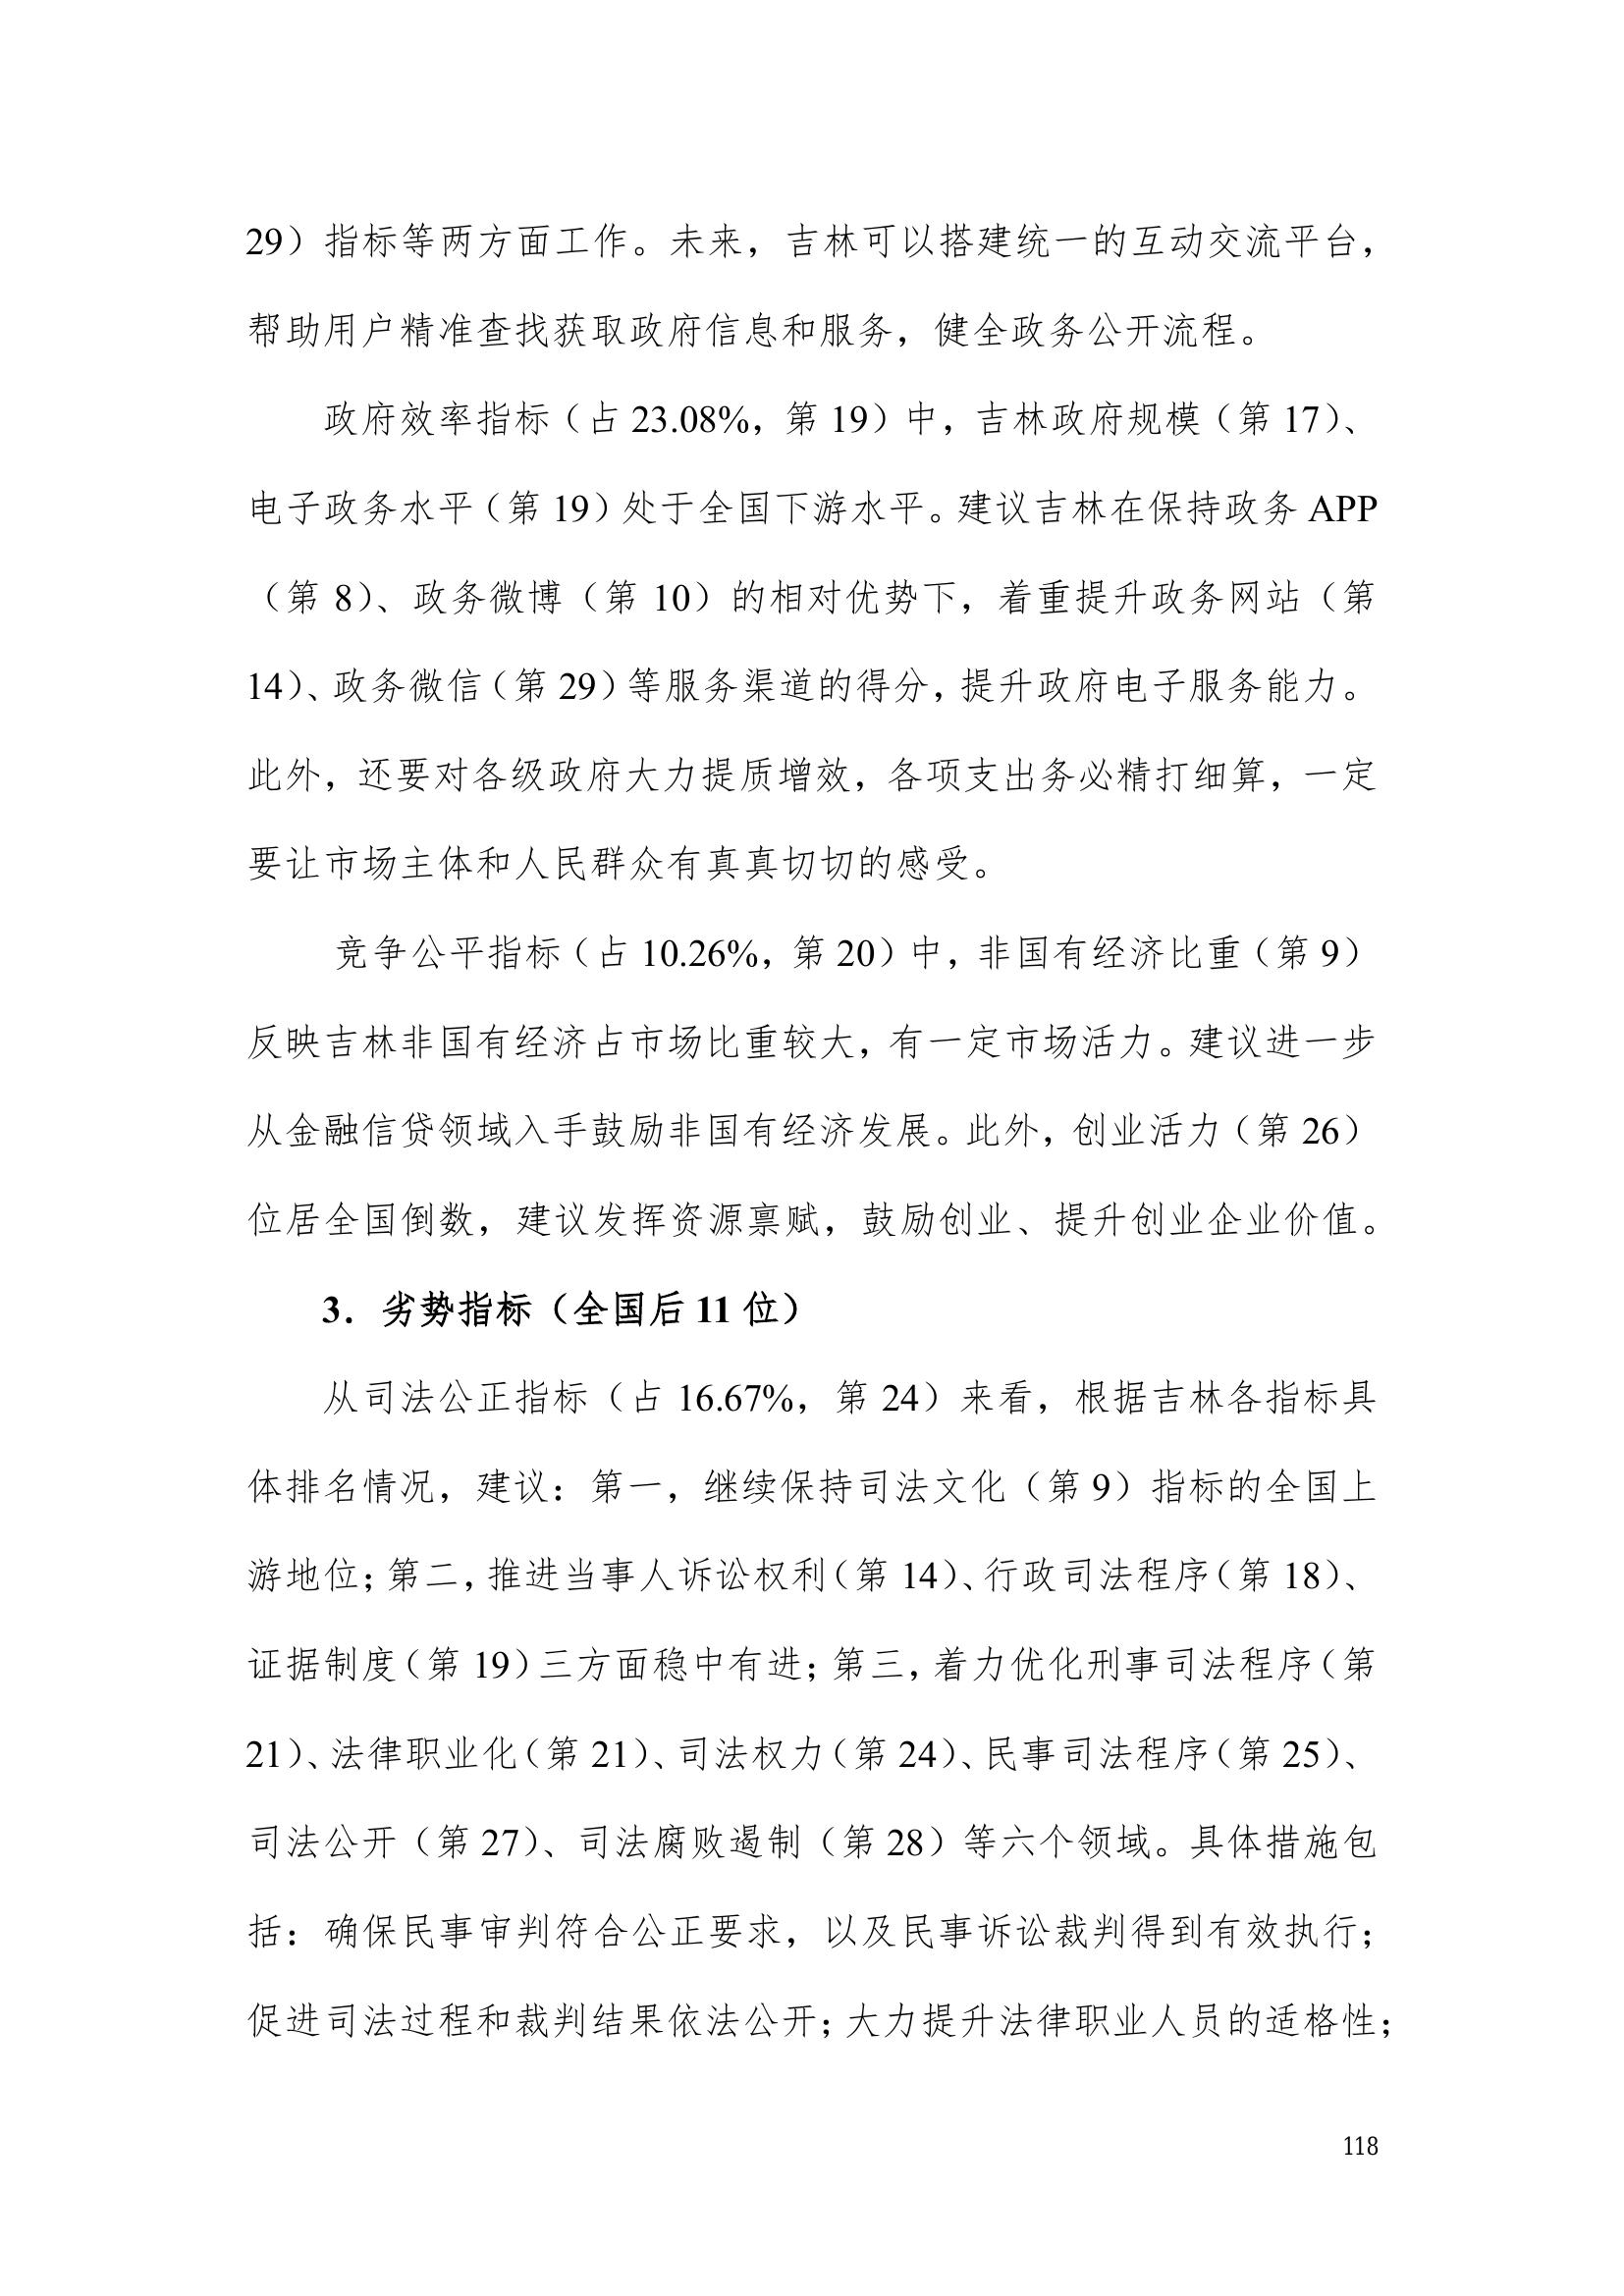 29）指标等两方面工作。未来，吉林可以搭建统一的互动交流平台，
帮助用户精准查找获取政府信息和服务，健全政务公开流程。
政府效率指标（占 23.08%，第 19）中，吉林政府规模（第 17）、
电子政务水平（第 19）处于全国下游水平。建议吉林在保持政务 APP
（第 8）、政务微博（第 10）的相对优势下，着重提升政务网站（第
14）、政务微信（第 29）等服务渠道的得分，提升政府电子服务能力。
此外，还要对各级政府大力提质增效，各项支出务必精打细算，一定
要让市场主体和人民群众有真真切切的感受。
竞争公平指标（占 10.26%，第 20）中，非国有经济比重（第 9）
反映吉林非国有经济占市场比重较大，有一定市场活力。建议进一步
从金融信贷领域入手鼓励非国有经济发展。此外，创业活力（第 26）
位居全国倒数，建议发挥资源禀赋，鼓励创业、提升创业企业价值。
3．劣势指标（全国后 11 位）
从司法公正指标（占 16.67%，第 24）来看，根据吉林各指标具
体排名情况，建议：第一，继续保持司法文化（第 9）指标的全国上
游地位；第二，推进当事人诉讼权利（第 14）、行政司法程序（第 18）、
证据制度（第 19）三方面稳中有进；第三，着力优化刑事司法程序（第
21）、法律职业化（第 21）、司法权力（第 24）、民事司法程序（第 25）、
司法公开（第 27）、司法腐败遏制（第 28）等六个领域。具体措施包
括：确保民事审判符合公正要求，以及民事诉讼裁判得到有效执行；
促进司法过程和裁判结果依法公开；大力提升法律职业人员的适格性；
118